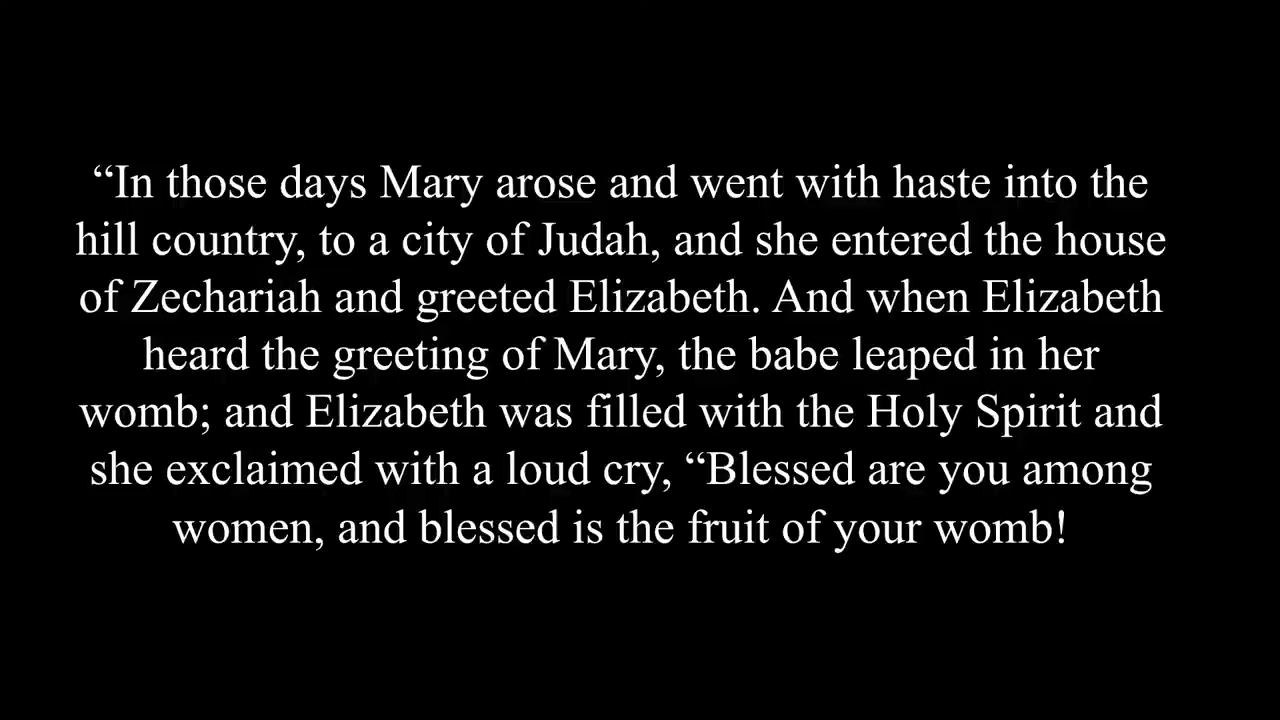 “In those days Mary arose and went with haste into the
hill country, to a city of Judah, and she entered the house
of Zechariah and greeted Elizabeth. And when Elizabeth
heard the greeting of Mary, the babe leaped in her
womb; and Elizabeth was filled with the Holy Spirit and
she exclaimed with a loud cry, “Blessed are you among
women, and blessed is the fruit of your womb!